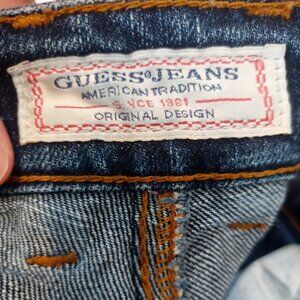 GUESS JEANS
AMERICAN TRADITION
SINCE 1981
ORIGINAL DESIGN